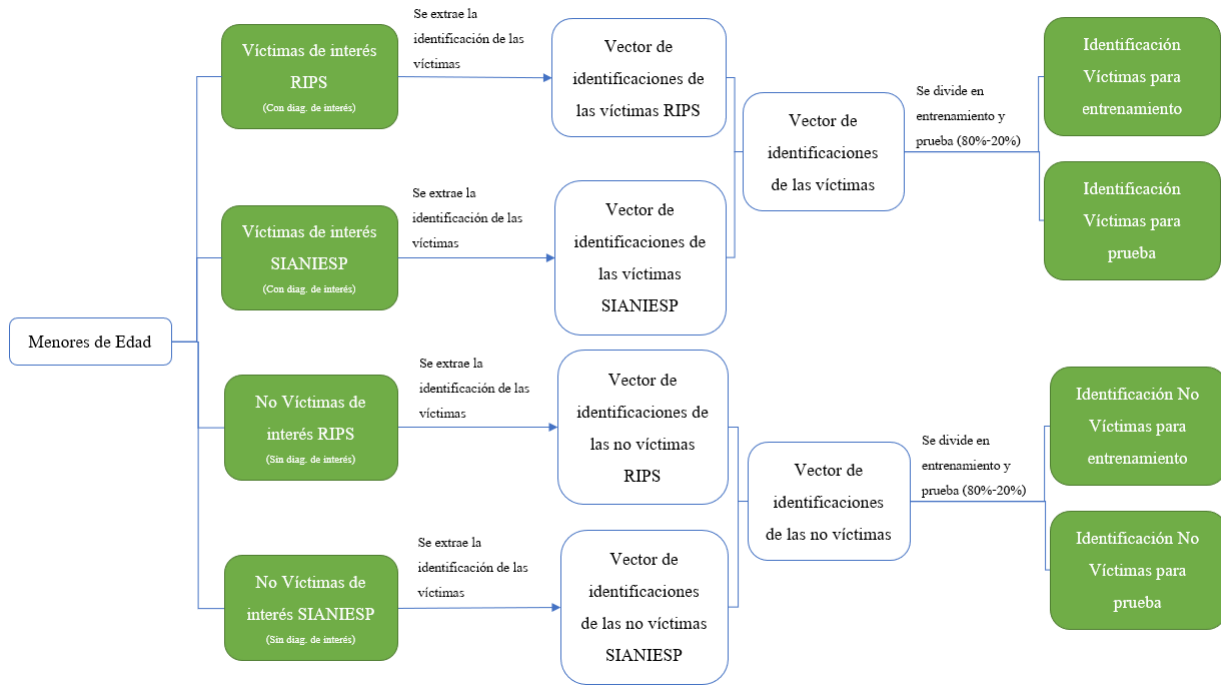 Menores de Edad
Víctimas de interés
RIPS
(Con diag. de interés)
Se extrae la
identificación de las
víctimas
Vector de
identificaciones de
las víctimas RIPS
Víctimas de interés
SIANIESP
(Con diag. de interés)
Se extrae la
identificación de las
víctimas
Vector de
identificaciones de
las víctimas
SIANIESP
Vector de
identificaciones
de las víctimas
Se divide en
entrenamiento y
prueba (80%-20%)
Identificación
Víctimas para
entrenamiento
Identificación
Víctimas para
prueba
No Víctimas de
interés RIPS
(Sin diag. de interés)
Se extrae la
identificación de las
víctimas
Vector de
identificaciones de
las no víctimas
RIPS
No Víctimas de
interés SIANIESP
(Sin diag. de interés)
Se extrae la
identificación de las
víctimas
Vector de
identificaciones
de las no víctimas
SIANIESP
Vector de
identificaciones
de las no víctimas
Se divide en
entrenamiento y
prueba (80%-20%)
Identificación No
Víctimas para
entrenamiento
Identificación No
Víctimas para
prueba